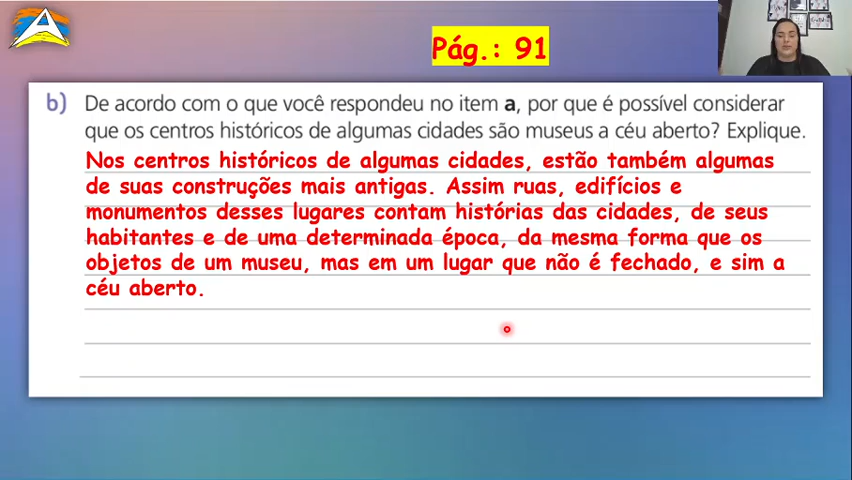 Pág.: 91
b) De acordo com o que você respondeu no item a, por que é possível considerar
que os centros históricos de algumas cidades são museus a céu aberto? Explique.
Nos centros históricos de algumas cidades, estão também algumas
de suas construções mais antigas. Assim ruas, edifícios e
monumentos desses lugares contam histórias das cidades, de seus
habitantes e de uma determinada época, da mesma forma que os
objetos de um museu, mas em um lugar que não é fechado, e sim a
céu aberto.